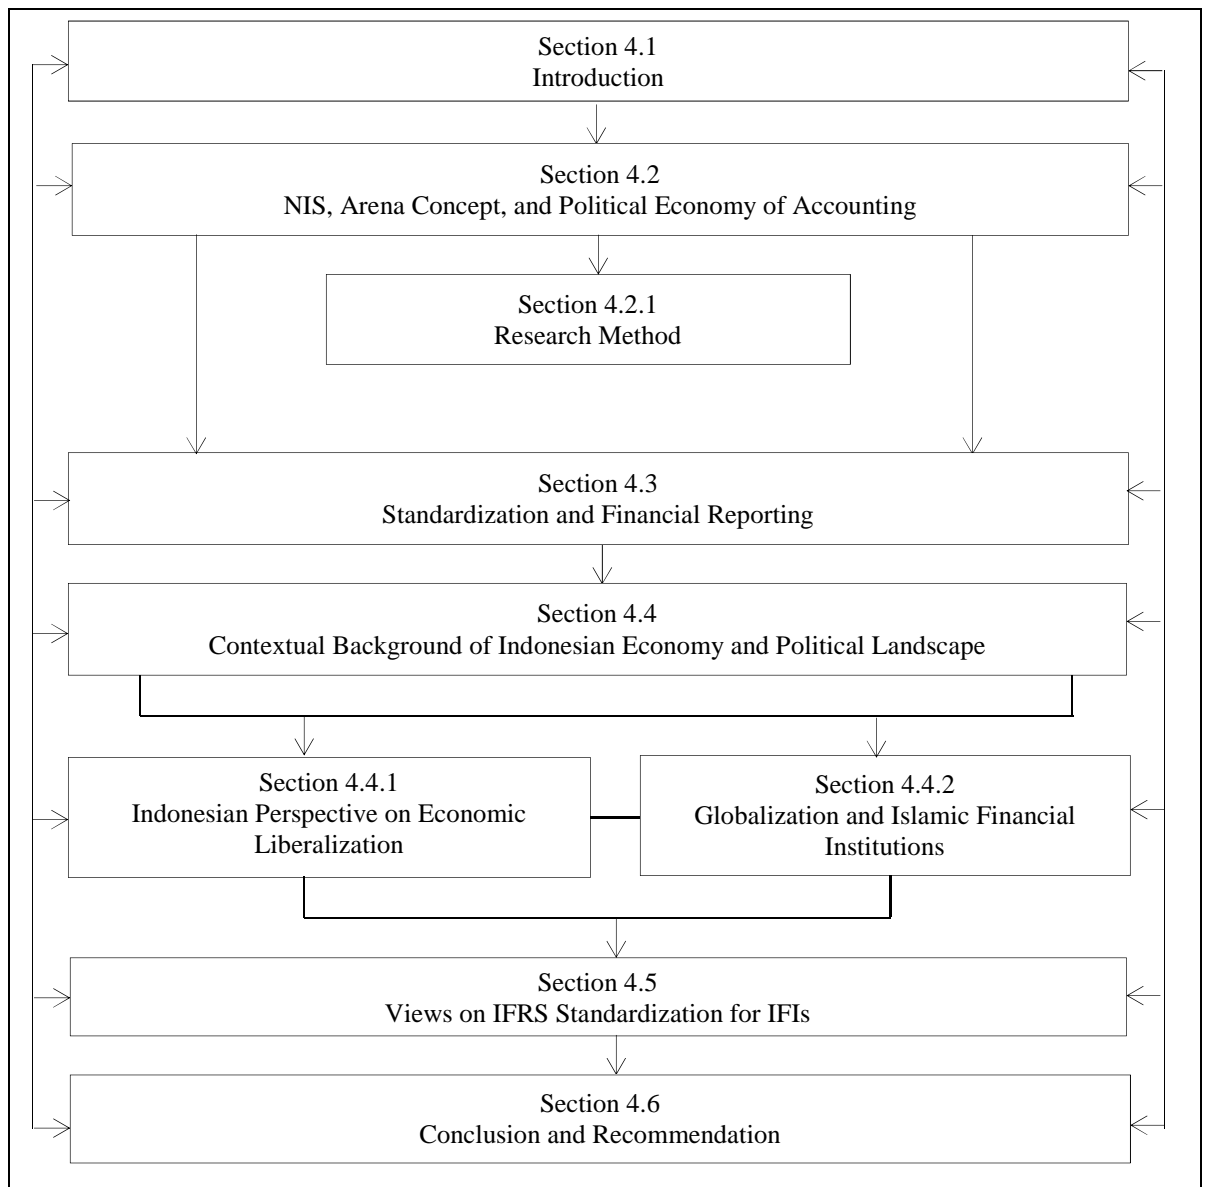 Section 4.1
Introduction
Section 4.2
NIS, Arena Concept, and Political Economy of Accounting
Section 4.2.1
Research Method
Section 4.3
Standardization and Financial Reporting
Section 4.4
Contextual Background of Indonesian Economy and Political Landscape
Section 4.4.1
Indonesian Perspective on Economic
Liberalization
Section 4.4.2
Globalization and Islamic Financial
Institutions
Section 4.5
Views on IFRS Standardization for IFIs
Section 4.6
Conclusion and Recommendation